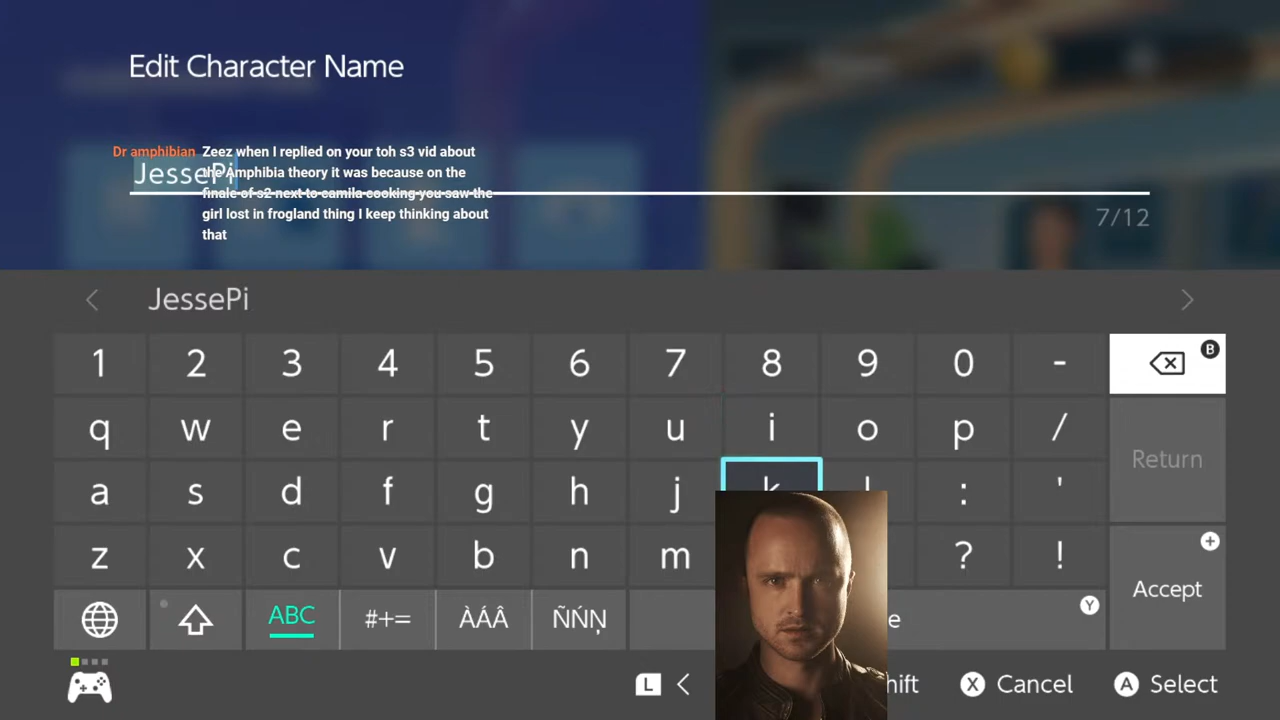 Edit Character Name
Dr amphibian Zeez when I replied on your toh s3 vid about
the Amphibia theory it was because on the
finale of s2 next to camila cooking you saw the
girl lost in frogland thing I keep thinking about
that
JessePi
7/12
JessePi
1 2 3 4 5 6 7 8 9 0 - B
q w e r t y u i o p /
Return
a s d f g h j k l : '
z x c v b n m ? ! +
Accept
ABC #+= ÀÁÂ ÑŃŅ Y
L X Cancel A Select